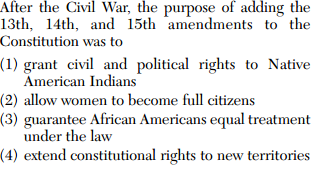 After the Civil War, the purpose of adding the
13th, 14th, and 15th amendments to the
Constitution was to
(1) grant civil and political rights to Native
American Indians
(2) allow women to become full citizens
(3) guarantee African Americans equal treatment
under the law
(4) extend constitutional rights to new territories